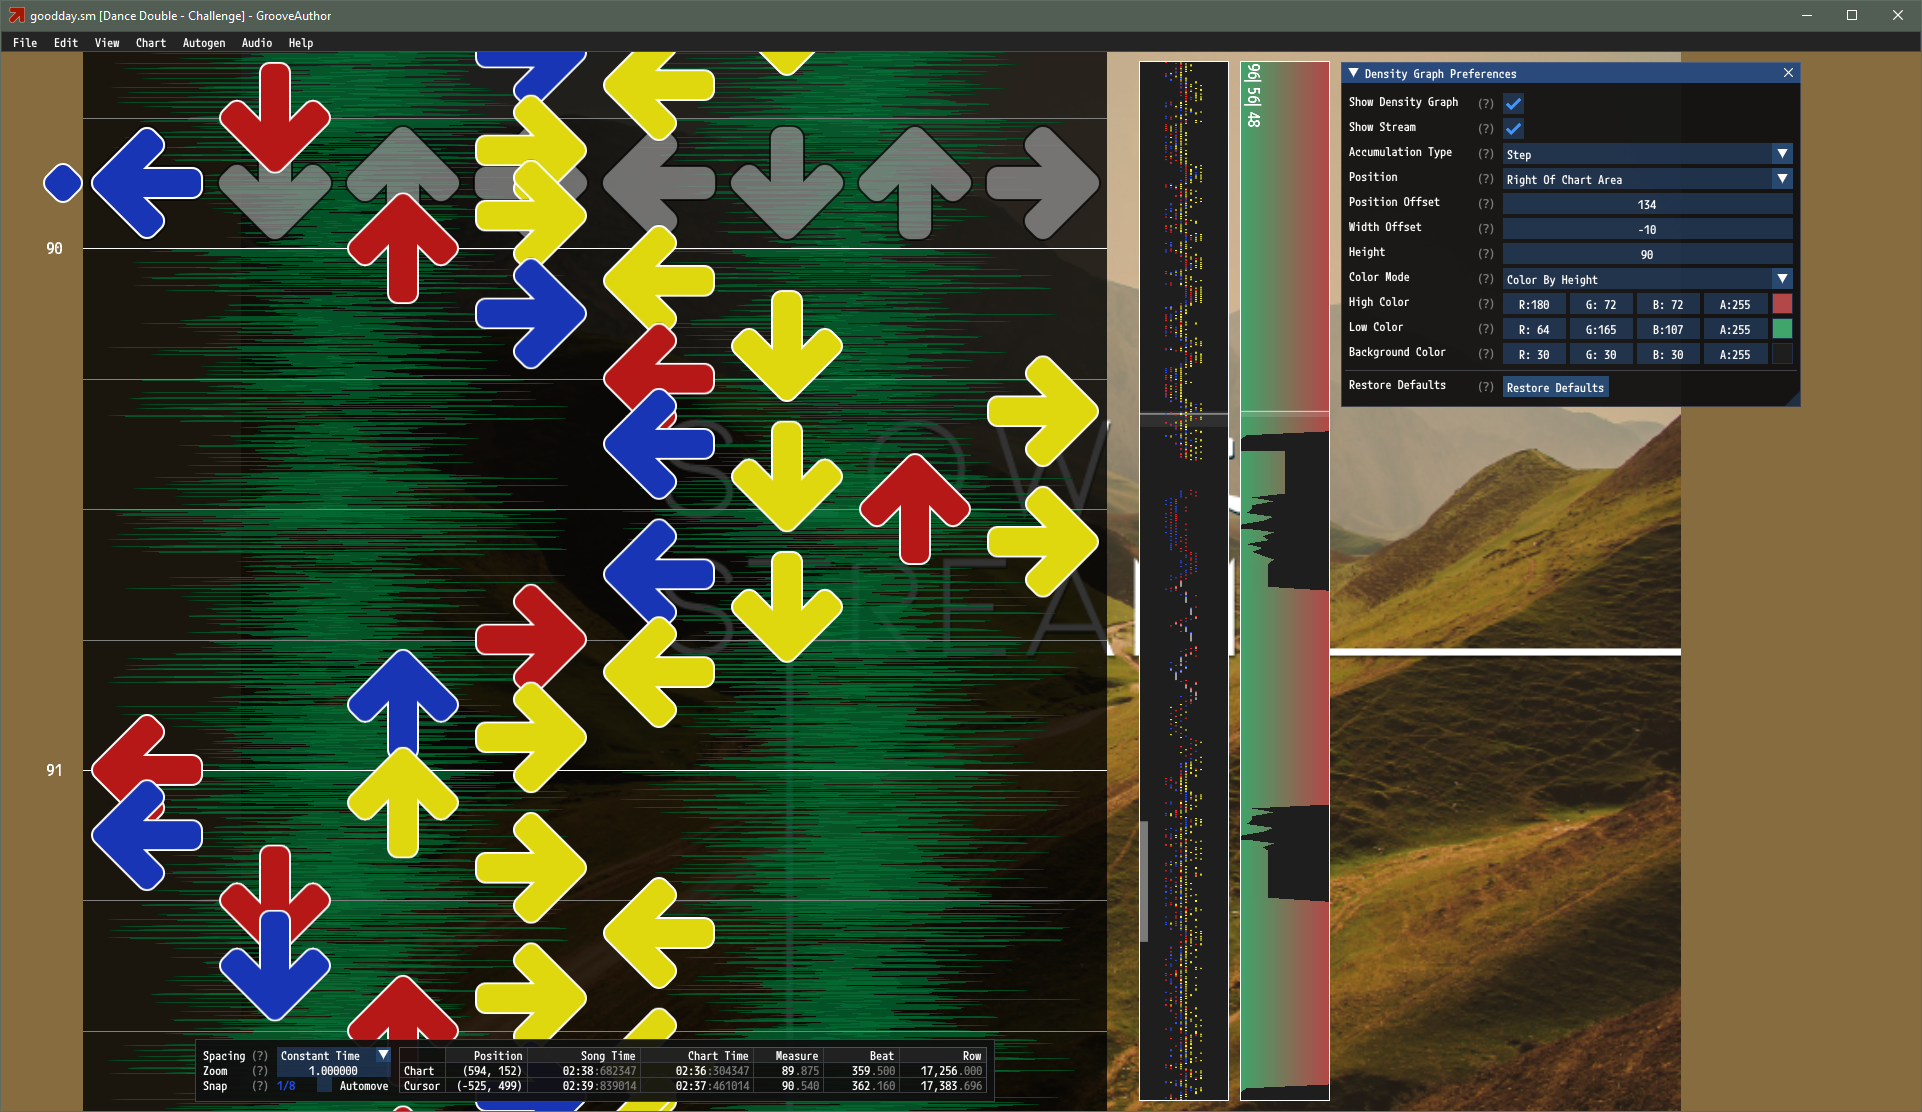 goodday.sm [Dance Double - Challenge] - GrooveAuthor
File Edit View Chart Autogen Audio Help
90
91
SLOW
STREAM
96| 56| 48
Density Graph Preferences
Show Density Graph (?)
Show Stream (?)
Accumulation Type (?) Step
Position (?) Right Of Chart Area
Position Offset (?) 134
Width Offset (?) -10
Height (?) 90
Color Mode (?) Color By Height
High Color (?) R:180 G: 72 B: 72 A:255
Low Color (?) R: 64 G:165 B:107 A:255
Background Color (?) R: 30 G: 30 B: 30 A:255
Restore Defaults (?) Restore Defaults
Spacing (?) Constant Time
Zoom (?) 1.000000
Snap (?) 1/8 Automove
Position Song Time Chart Time Measure Beat Row
Chart (594, 152) 02:38:682347 02:36:304347 89.875 359.500 17,256.000
Cursor (-525, 499) 02:39:839014 02:37:461014 90.540 362.160 17,383.696